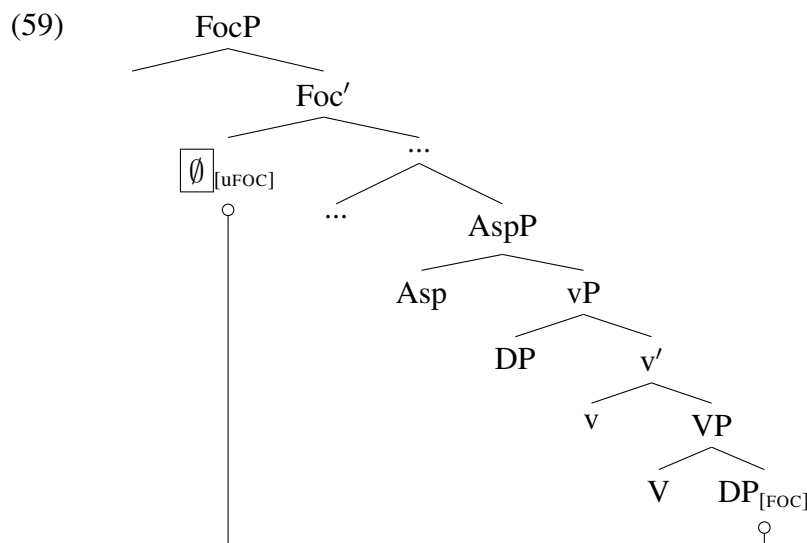 (59) FocP
Foc′
∅[uFOC] ...
...
AspP
Asp vP
DP v′
v VP
V DP[FOC]